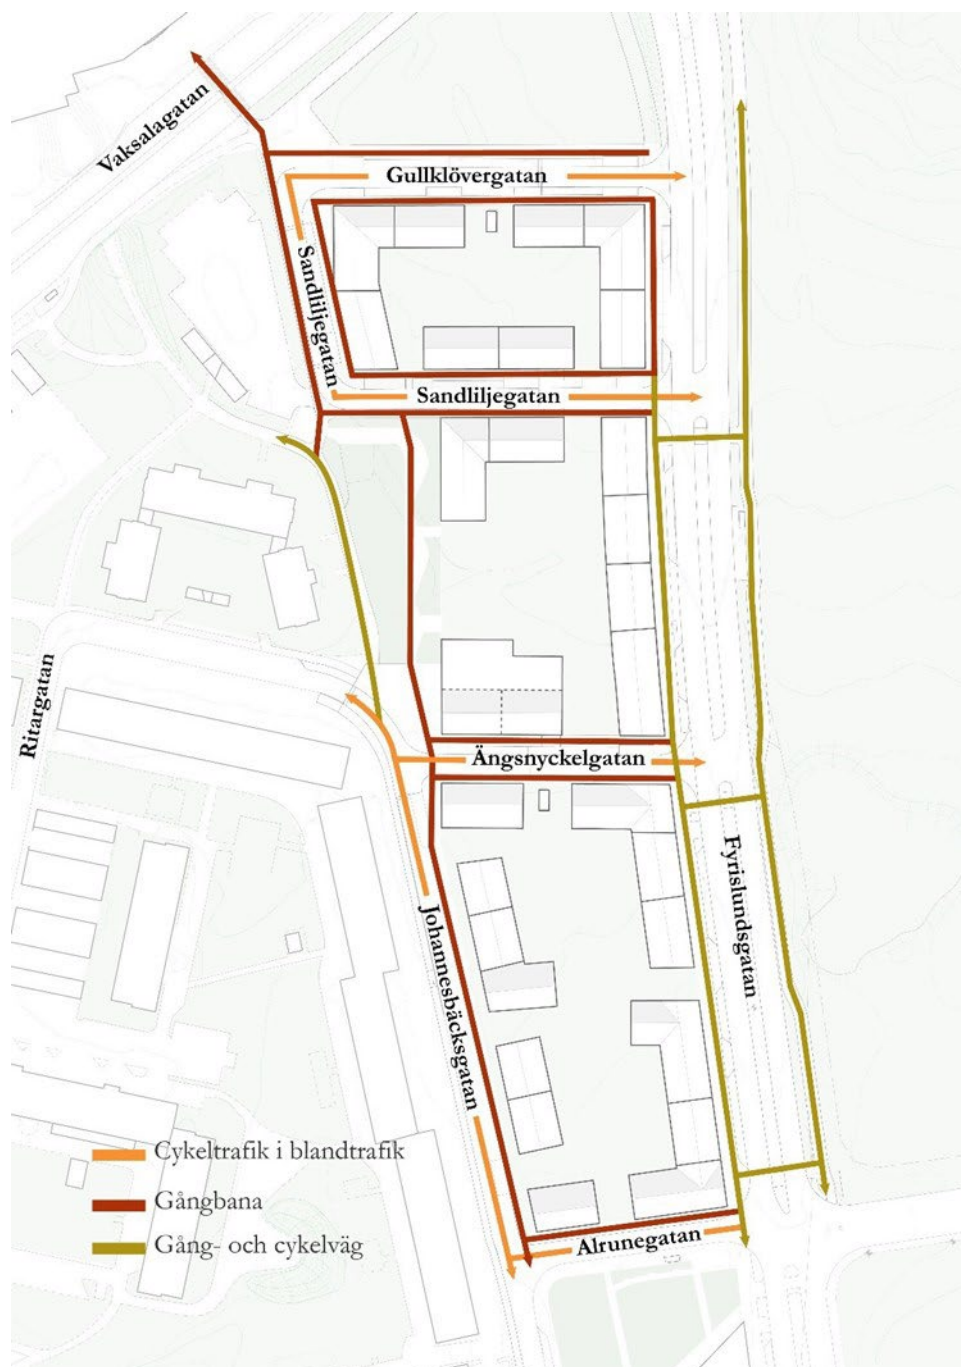 Vaksalagatan
Gullklövergatan
Sandliljegatan
Sandliljegatan
Ritargatan
Ängsnyckelgatan
Fyrislundsgatan
Johannesbäcksgatan
Cykeltrafik i blandtrafik
Gångbana
Gång- och cykelväg
Alrunegatan